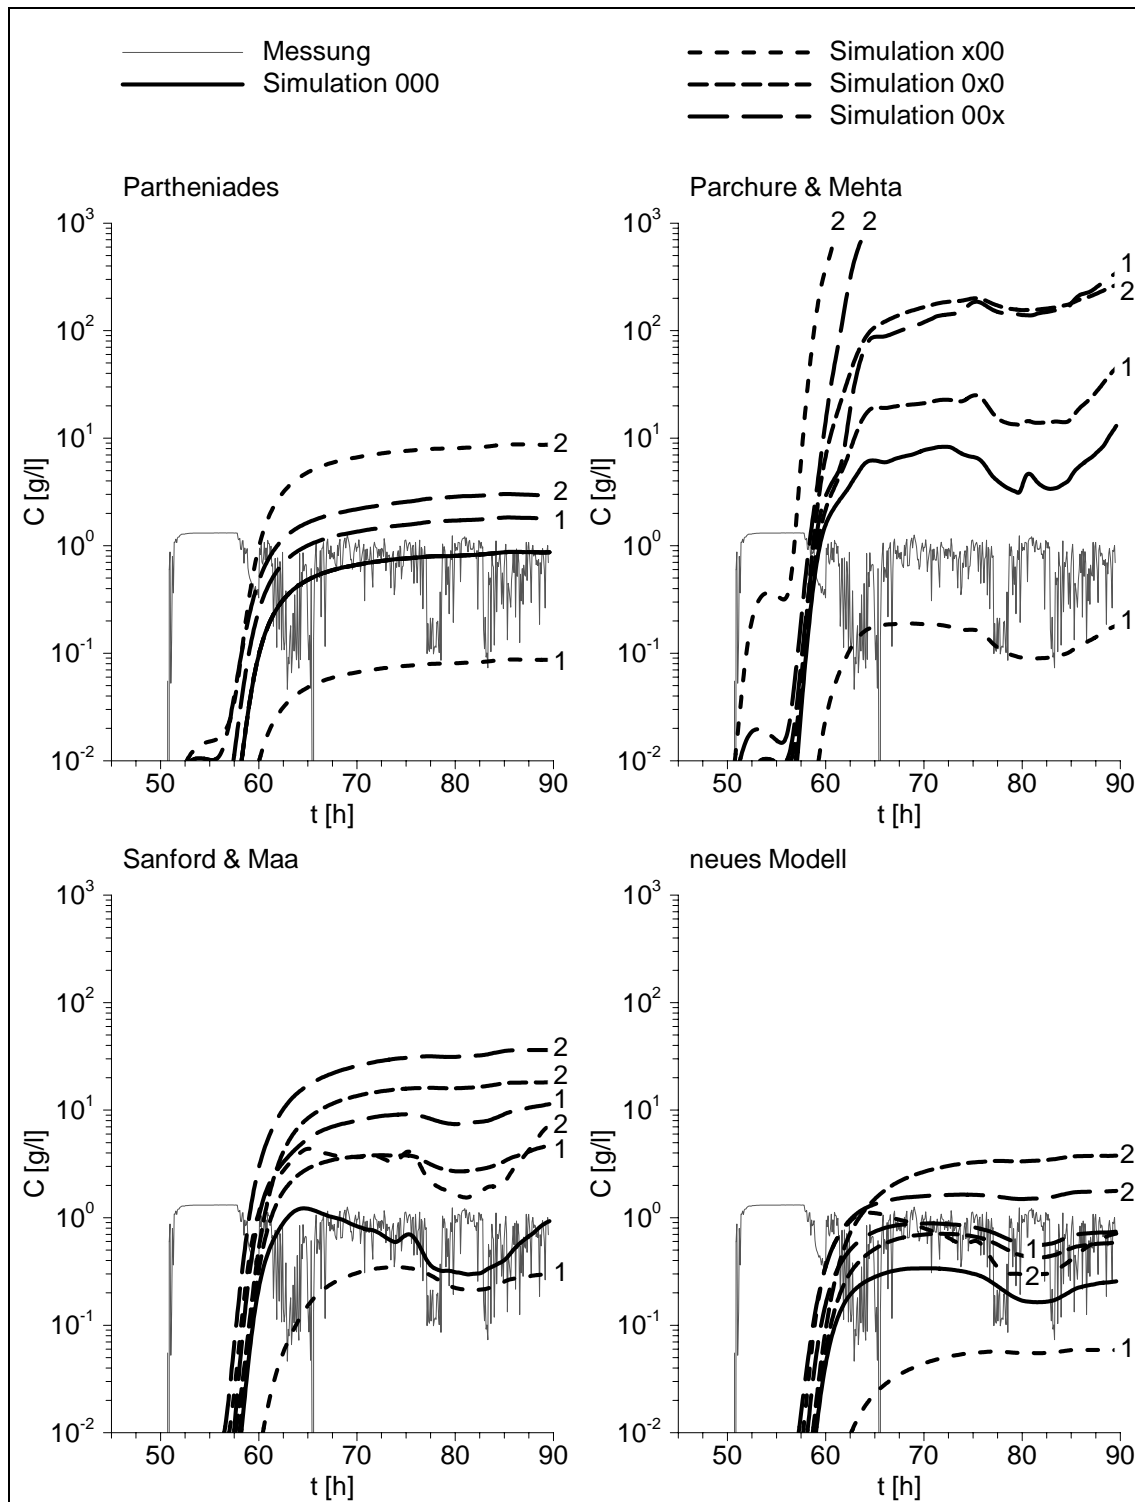 Messung
Simulation 000
Simulation x00
Simulation 0x0
Simulation 00x
Partheniades
10^3
10^2
10^1
10^0
10^-1
10^-2
C [g/l]
2
2
1
1
50 60 70 80 90
t [h]
Parchure & Mehta
2 2
10^3
10^2
10^1
10^0
10^-1
10^-2
C [g/l]
1
2
1
1
50 60 70 80 90
t [h]
Sanford & Maa
10^3
10^2
10^1
10^0
10^-1
10^-2
C [g/l]
2
2
1
2
1
1
50 60 70 80 90
t [h]
neues Modell
10^3
10^2
10^1
10^0
10^-1
10^-2
C [g/l]
2
2
1
2
1
50 60 70 80 90
t [h]